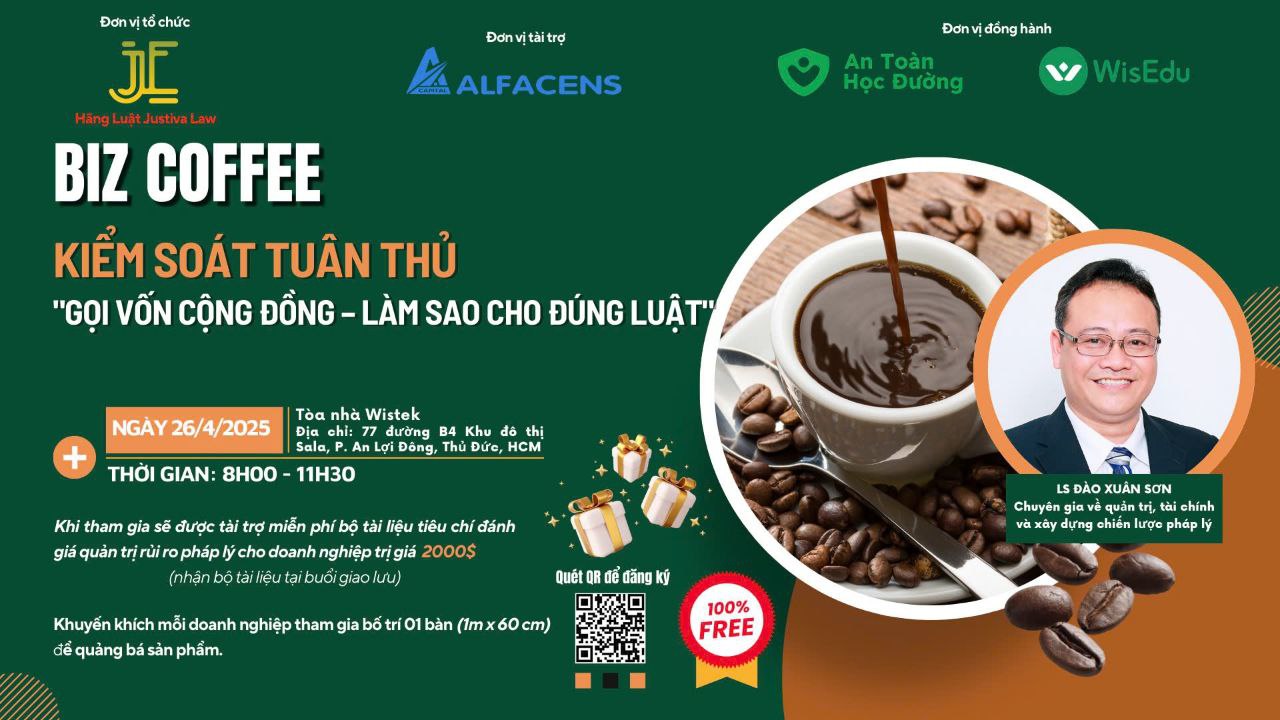 Đơn vị tổ chức
Đơn vị tài trợ
Đơn vị đồng hành
JLF
Hãng Luật Justiva Law
CAPITAL
ALFACENS
An Toàn
Học Đường
WisEdu
BIZ COFFEE
KIỂM SOÁT TUÂN THỦ
"GỌI VỐN CỘNG ĐỒNG – LÀM SAO CHO ĐÚNG LUẬT"
NGÀY 26/4/2025
Tòa nhà Wistek
Địa chỉ: 77 đường B4 Khu đô thị
Sala, P. An Lợi Đông, Thủ Đức, HCM
THỜI GIAN: 8H00 - 11H30
Khi tham gia sẽ được tài trợ miễn phí bộ tài liệu tiêu chí đánh
giá quản trị rủi ro pháp lý cho doanh nghiệp trị giá 2000$
(nhận bộ tài liệu tại buổi giao lưu)
Khuyến khích mỗi doanh nghiệp tham gia bố trí 01 bàn (1m x 60 cm)
để quảng bá sản phẩm.
Quét QR để đăng ký
100%
FREE
LS ĐÀO XUÂN SƠN
Chuyên gia về quản trị, tài chính
và xây dựng chiến lược pháp lý